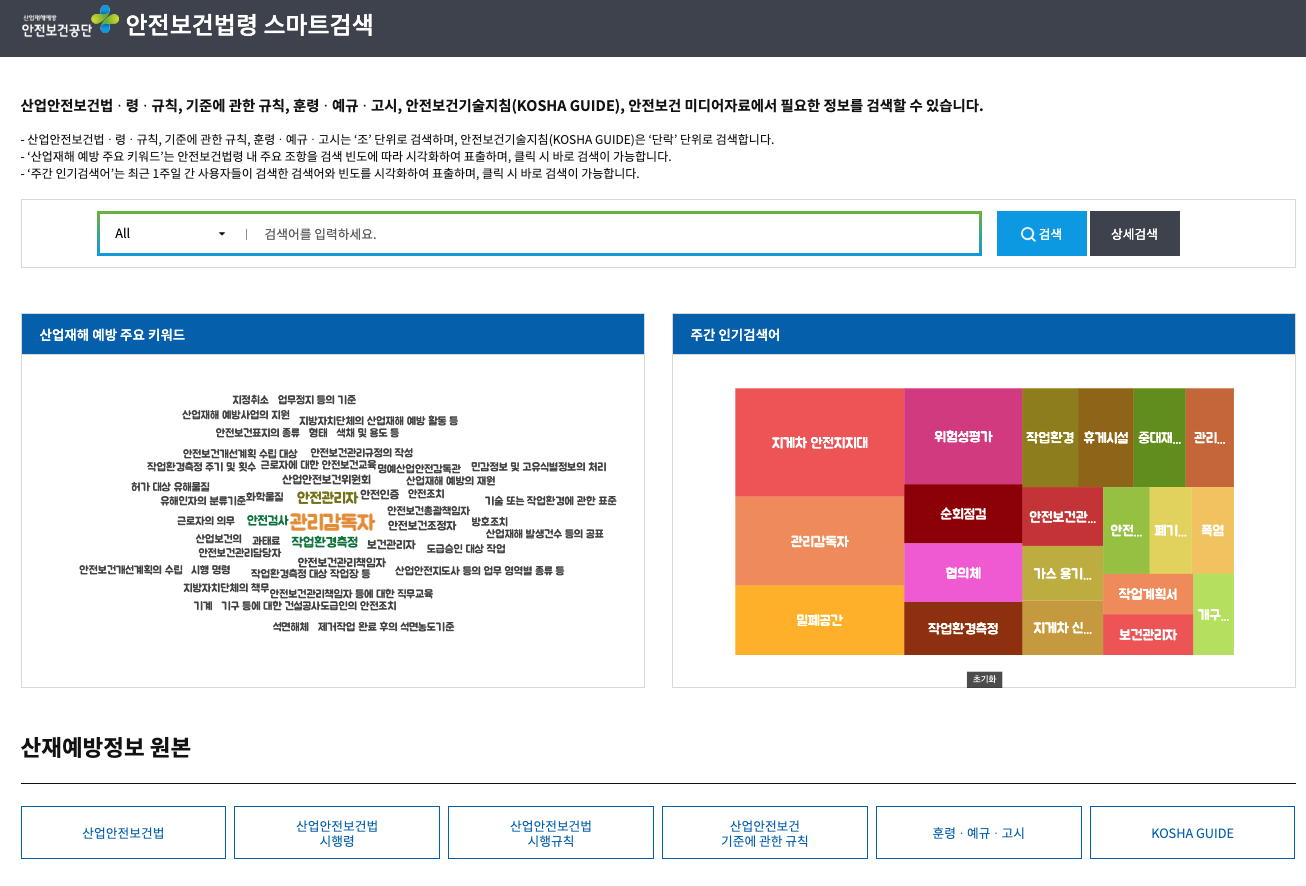 산업재해예방
안전보건공단
안전보건법령 스마트검색
산업안전보건법 · 령 · 규칙, 기준에 관한 규칙, 훈령 · 예규 · 고시, 안전보건기술지침(KOSHA GUIDE), 안전보건 미디어자료에서 필요한 정보를 검색할 수 있습니다.
- 산업안전보건법 · 령 · 규칙, 기준에 관한 규칙, 훈령 · 예규 · 고시는 ‘조’ 단위로 검색하며, 안전보건기술지침(KOSHA GUIDE)은 ‘단락’ 단위로 검색합니다.
- ‘산업재해 예방 주요 키워드’는 안전보건법령 내 주요 조항을 검색 빈도에 따라 시각화하여 표출하며, 클릭 시 바로 검색이 가능합니다.
- ‘주간 인기검색어’는 최근 1주일 간 사용자들이 검색한 검색어와 빈도를 시각화하여 표출하며, 클릭 시 바로 검색이 가능합니다.
All
검색어를 입력하세요.
검색
상세검색
산업재해 예방 주요 키워드
지정취소 업무정지 등의 기준
산업재해 예방사업의 지원
지방자치단체의 산업재해 예방 활동 등
안전보건표지의 종류 형태 색채 및 용도 등
안전보건개선계획 수립 대상
안전보건관리규정의 작성
작업환경측정 주기 및 횟수
근로자에 대한 안전보건교육
명예산업안전감독관
민감정보 및 고유식별정보의 처리
산업안전보건위원회
산업재해 예방의 재원
허가 대상 유해물질
유해인자의 분류기준
화학물질
안전관리자
안전인증
안전조치
기술 또는 작업환경에 관한 표준
안전보건총괄책임자
근로자의 의무
안전검사
관리감독자
안전보건조정자
방호조치
산업재해 발생건수 등의 공표
산업보건의
과태료
작업환경측정
보건관리자
도급승인 대상 작업
안전보건관리담당자
안전보건관리책임자
안전보건개선계획의 수립 시행 명령
작업환경측정 대상 작업장 등
산업안전지도사 등의 업무 영역별 종류 등
지방자치단체의 책무
안전보건관리책임자 등에 대한 직무교육
기계 기구 등에 대한 건설공사도급인의 안전조치
석면해체 제거작업 완료 후의 석면농도기준
주간 인기검색어
지게차 안전지지대
관리감독자
밀폐공간
위험성평가
순회점검
협의체
작업환경측정
작업환경
휴게시설
중대재...
관리...
안전보건관...
가스 용기...
지게차 신...
안전...
폐기...
폭염
작업계획서
보건관리자
개구...
초기화
산재예방정보 원본
산업안전보건법
산업안전보건법
시행령
산업안전보건법
시행규칙
산업안전보건
기준에 관한 규칙
훈령 · 예규 · 고시
KOSHA GUIDE